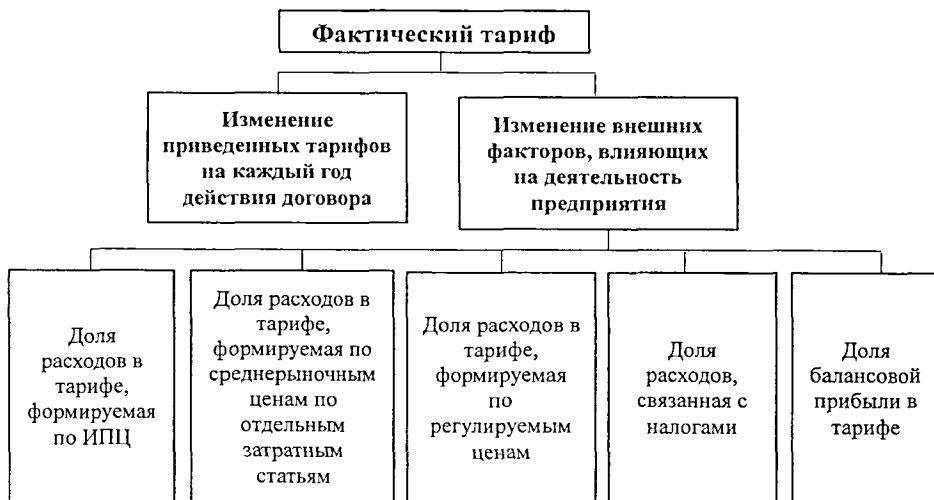 Фактический тариф
Изменение
приведенных тарифов
на каждый год
действия договора
Изменение внешних
факторов, влияющих
на деятельность
предприятия
Доля
расходов в
тарифе,
формируемая
по ИПЦ
Доля расходов в
тарифе,
формируемая по
среднерыночным
ценам по
отдельным
затратным
статьям
Доля расходов в
тарифе,
формируемая
по
регулируемым
ценам
Доля
расходов,
связанная с
налогами
Доля
балансовой
прибыли в
тарифе